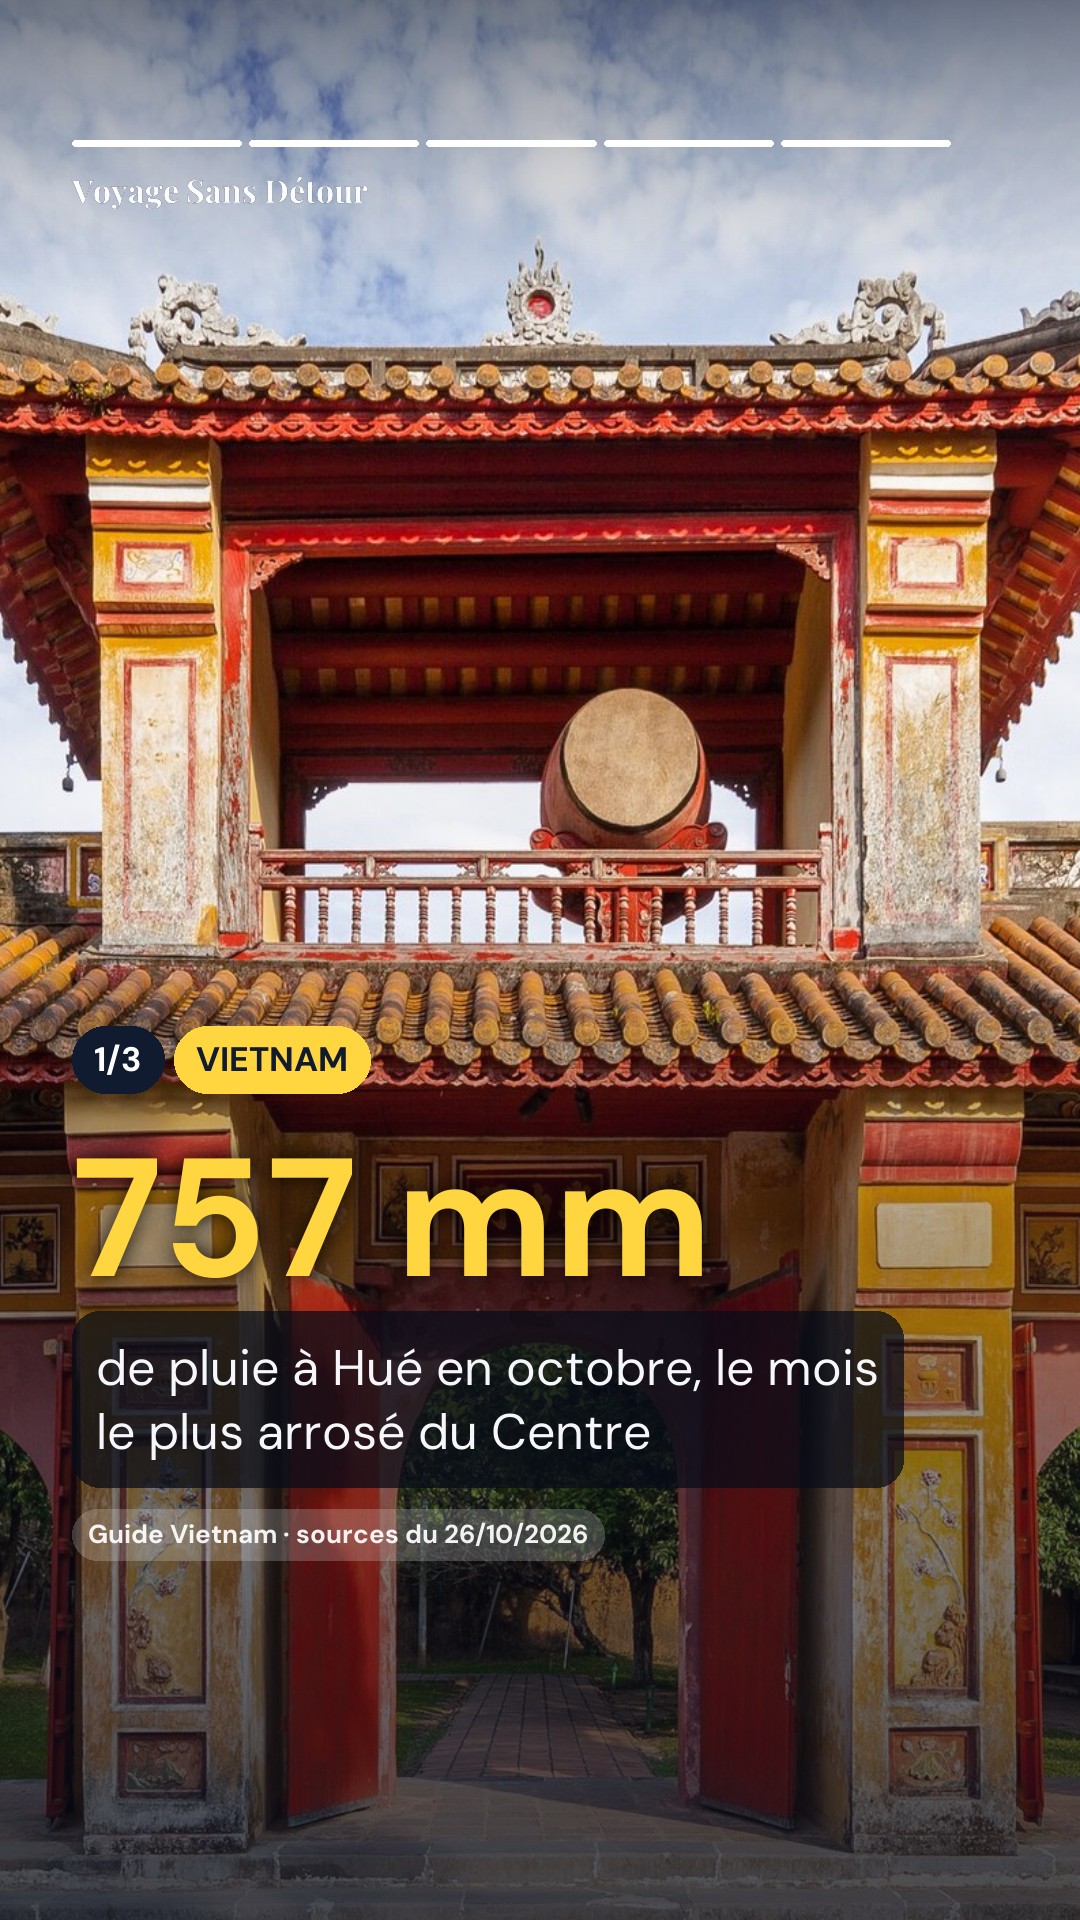 Voyage Sans Détour
1/3 VIETNAM
757 mm
de pluie à Hué en octobre, le mois
le plus arrosé du Centre
Guide Vietnam · sources du 26/10/2026